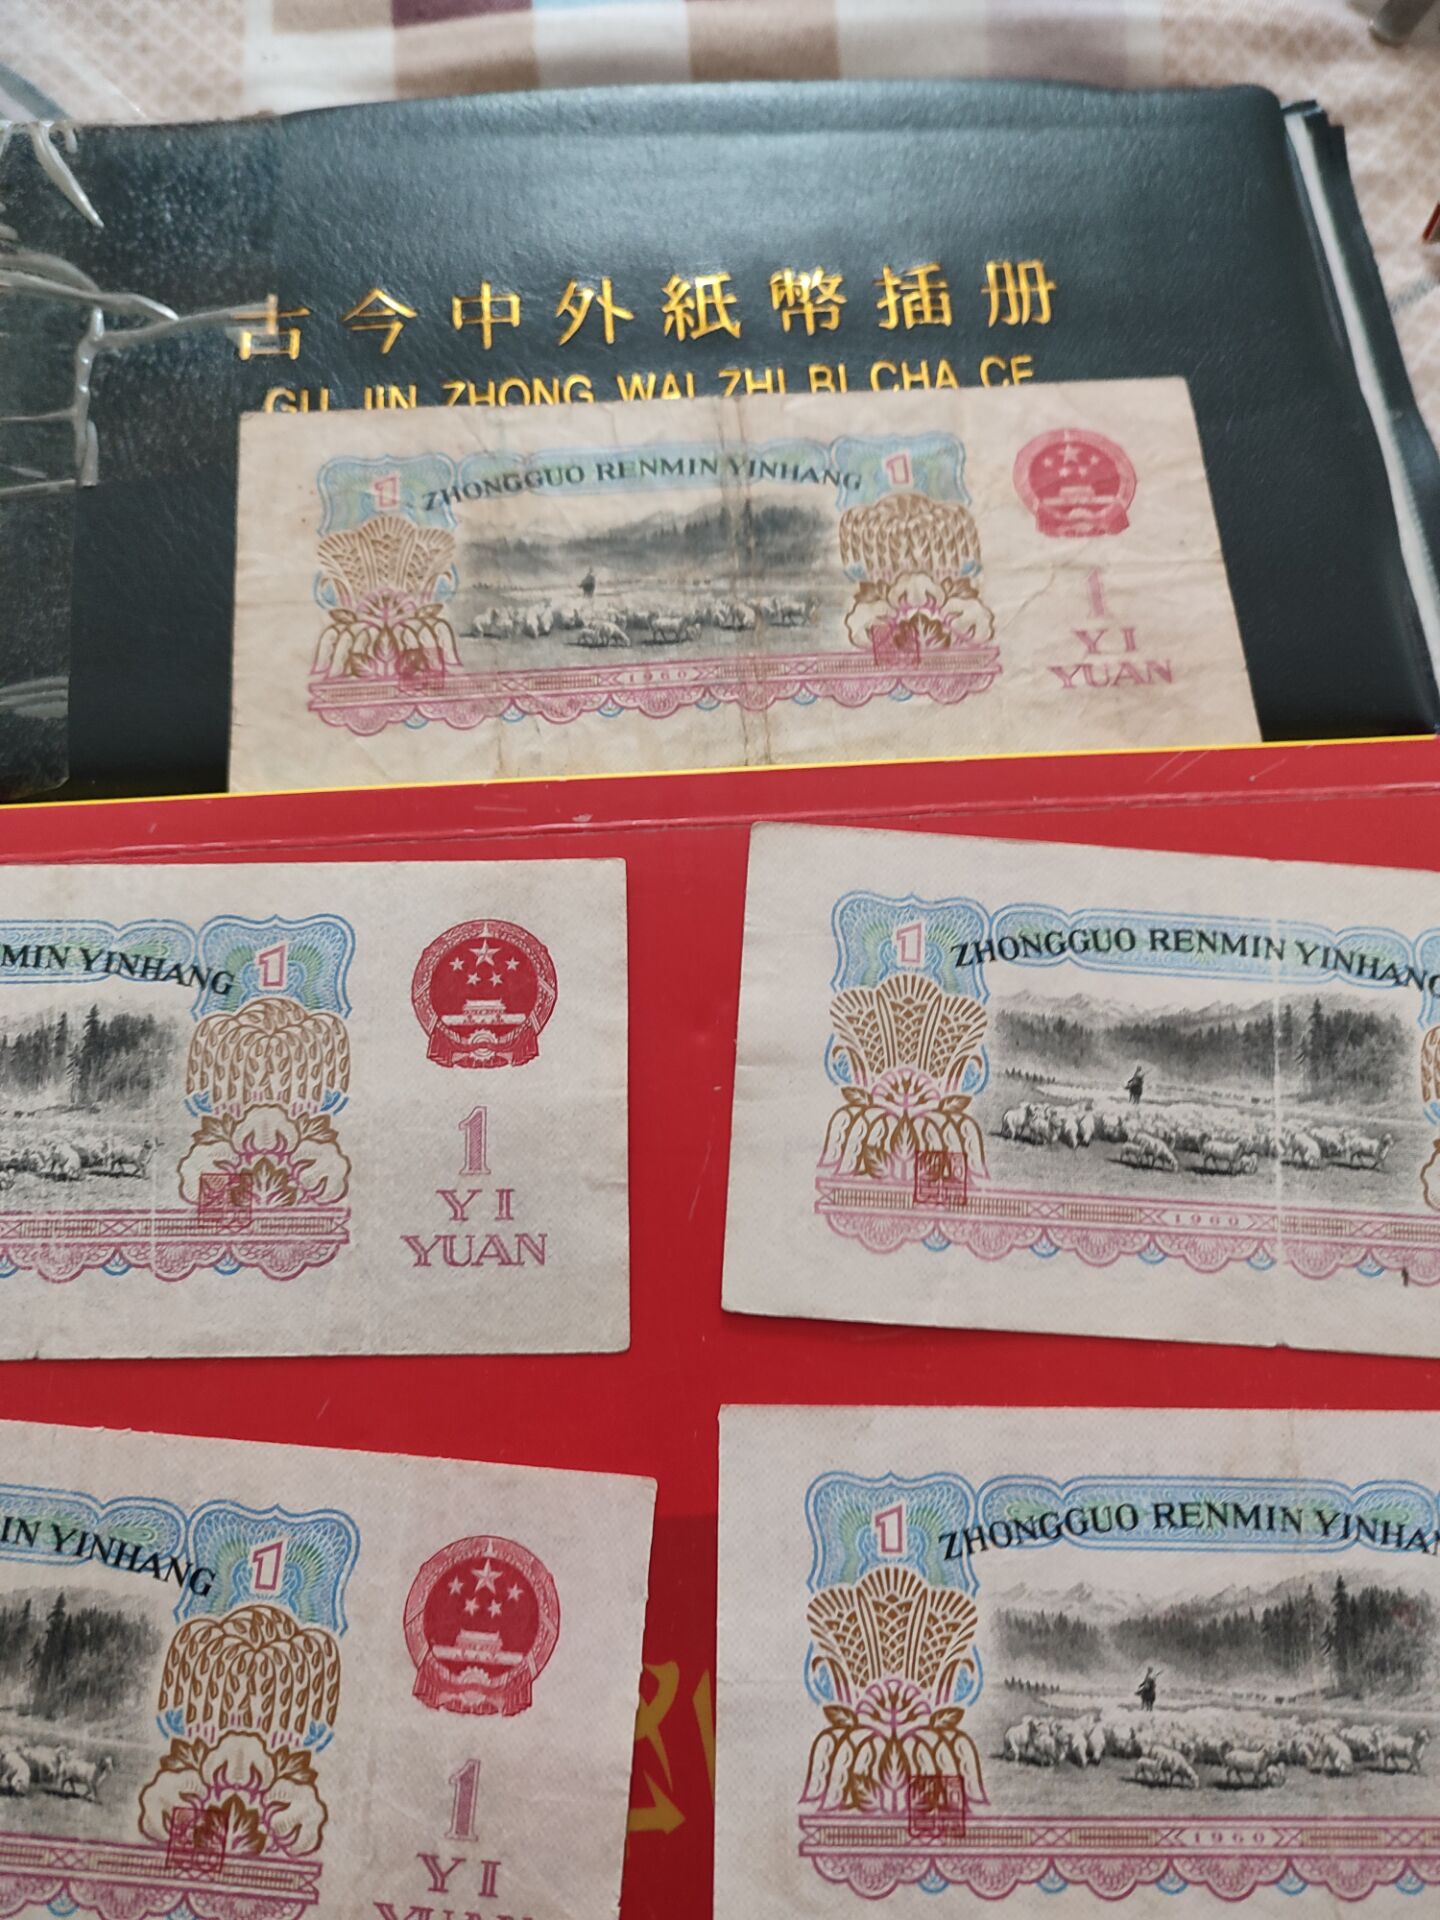 古今中外紙幣插册
GU JIN ZHONG WAI ZHI BI CHA CE
ZHONGGUO RENMIN YINHANG
1
1
1
YI
YUAN
1960
MIN YINHANG
1
1
YI
YUAN
ZHONGGUO RENMIN YINHANG
1
1960
IN YINHANG
1
1
YI
YUAN
ZHONGGUO RENMIN YINHAN
1
1960